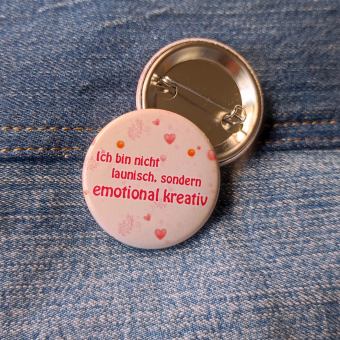 Ich bin nicht
launisch, sondern
emotional kreativ